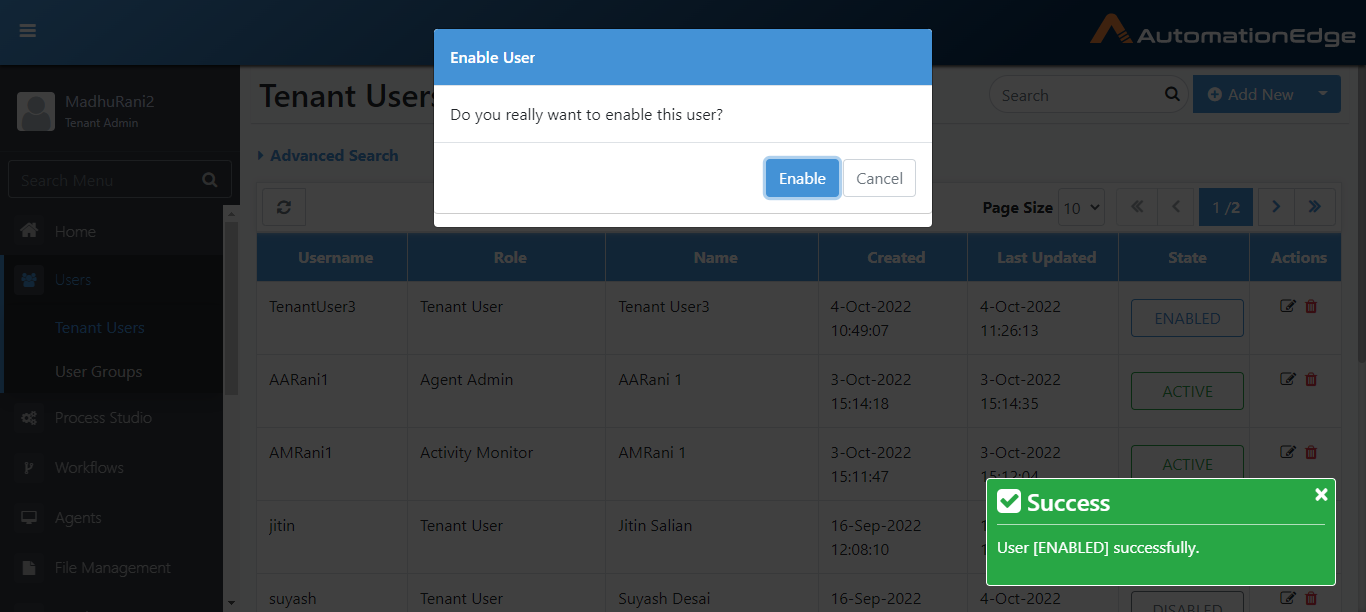 AutomationEdge
MadhuRani2
Tenant Admin
Search Menu
Home
Users
Tenant Users
User Groups
Process Studio
Workflows
Agents
File Management
Tenant Users
Search
Add New
Advanced Search
Enable User
Do you really want to enable this user?
Enable Cancel
Page Size 10 1 /2
Username Role Name Created Last Updated State Actions
TenantUser3 Tenant User Tenant User3 4-Oct-2022 4-Oct-2022 ENABLED
10:49:07 11:26:13
AARani1 Agent Admin AARani 1 3-Oct-2022 3-Oct-2022 ACTIVE
15:14:18 15:14:35
AMRani1 Activity Monitor AMRani 1 3-Oct-2022 3-Oct-2022 ACTIVE
15:11:47 15:12:04
jitin Tenant User Jitin Salian 16-Sep-2022
12:08:10
suyash Tenant User Suyash Desai 16-Sep-2022 4-Oct-2022 DISABLED
Success
User [ENABLED] successfully.